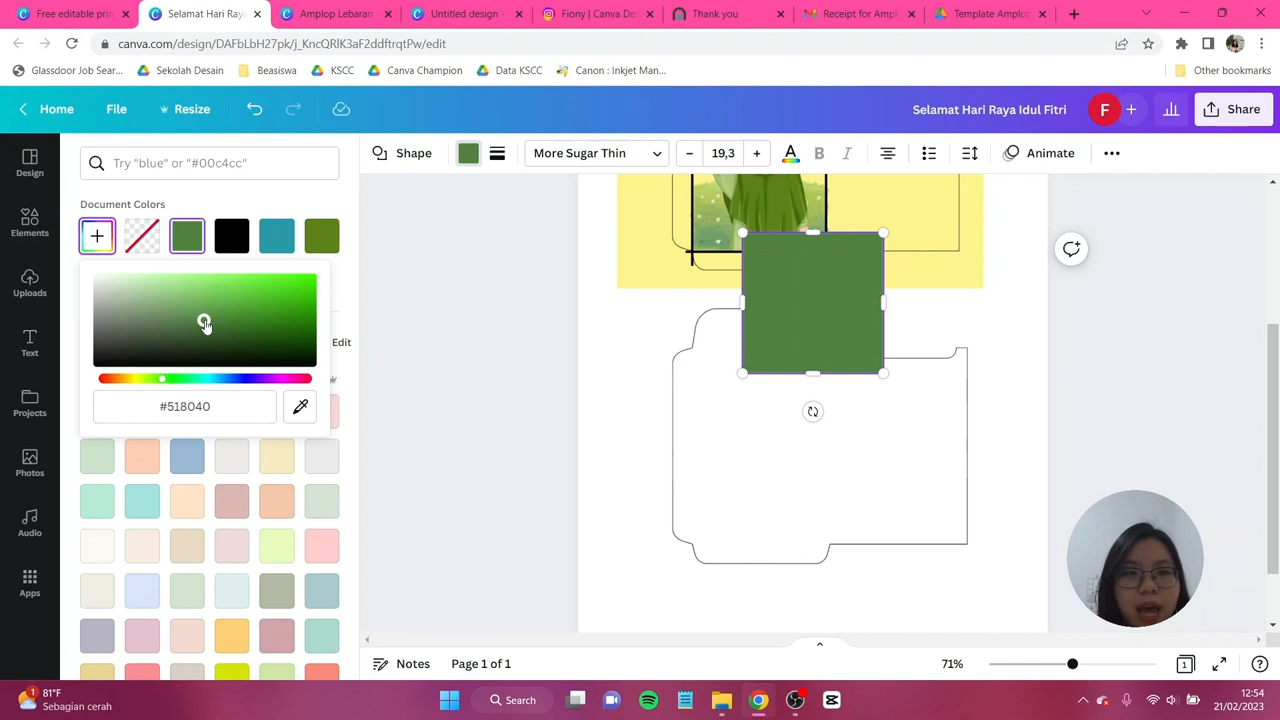 Free editable prin
Selamat Hari Raya
Amplop Lebaran
Untitled design -
Fiony | Canva Des
Thank you
Receipt for Ampl
Template Amplop
canva.com/design/DAFbLbH27pk/j_KncQRlK3aF2ddftrqtPw/edit
Glassdoor Job Sear...
Sekolah Desain
Beasiswa
KSCC
Canva Champion
Data KSCC
Canon : Inkjet Man...
Other bookmarks
Home
File
Resize
Selamat Hari Raya Idul Fitri
F
Share
Design
Elements
Uploads
Text
Projects
Photos
Audio
Apps
Try "blue" or "#00c4cc"
Document Colors
Edit
#518040
Shape
More Sugar Thin
19,3
B
I
Animate
Notes
Page 1 of 1
71%
1
1
81°F
Sebagian cerah
Search
12:54
21/02/2023